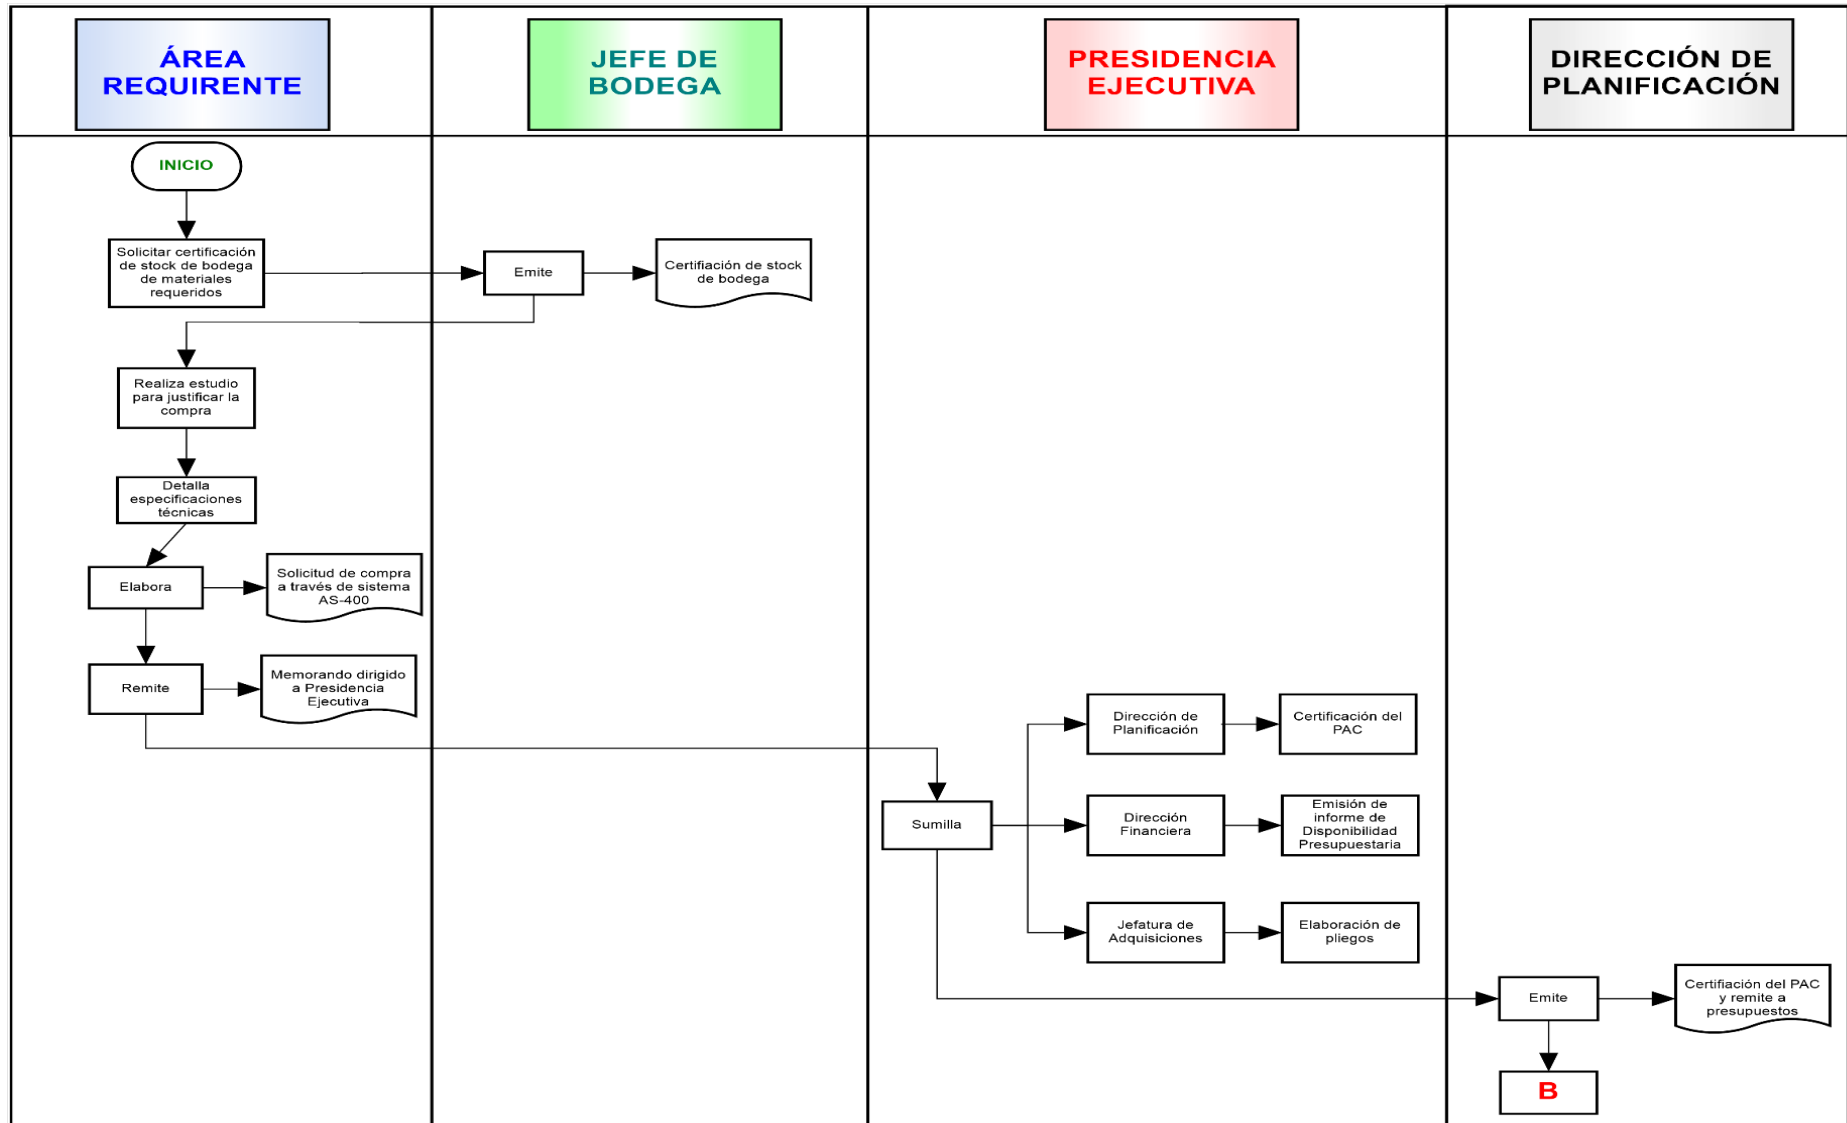 ÁREA
REQUIRENTE
JEFE DE
BODEGA
PRESIDENCIA
EJECUTIVA
DIRECCIÓN DE
PLANIFICACIÓN
INICIO
Solicitar certificación
de stock de bodega
de materiales
requeridos
Emite
Certifiación de stock
de bodega
Realiza estudio
para justificar la
compra
Detalla
especificaciones
técnicas
Elabora
Solicitud de compra
a través de sistema
AS-400
Remite
Memorando dirigido
a Presidencia
Ejecutiva
Dirección de
Planificación
Certificación del
PAC
Sumilla
Dirección
Financiera
Emisión de
informe de
Disponibilidad
Presupuestaria
Jefatura de
Adquisiciones
Elaboración de
pliegos
Emite
Certifiación del PAC
y remite a
presupuestos
B